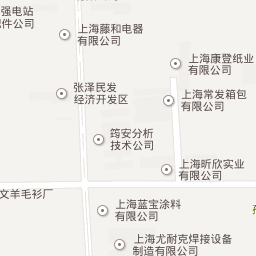 强电站
配件公司
上海藤和电器
有限公司
上海康登纸业
有限公司
张泽民发
经济开发区
上海常发箱包
有限公司
筠安分析
技术公司
上海昕欣实业
有限公司
文羊毛衫厂
上海蓝宝涂料
有限公司
上海尤耐克焊接设备
制造有限公司